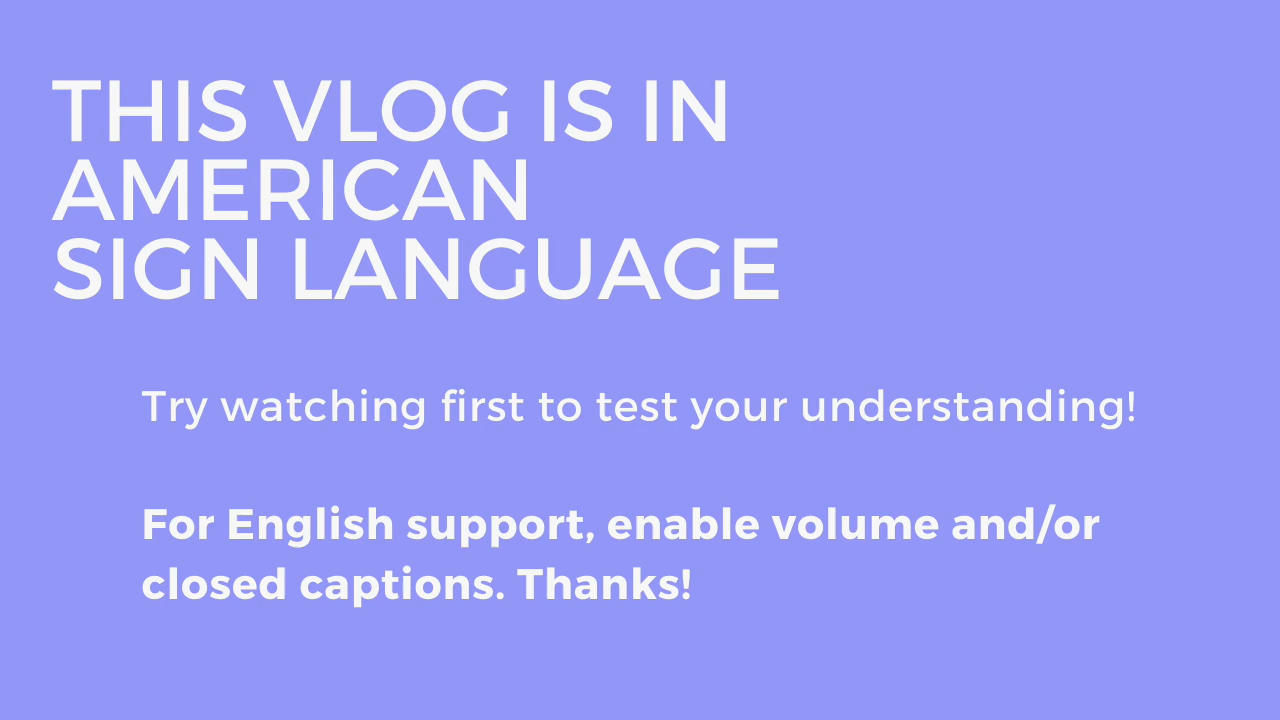 THIS VLOG IS IN
AMERICAN
SIGN LANGUAGE
Try watching first to test your understanding!
For English support, enable volume and/or
closed captions. Thanks!